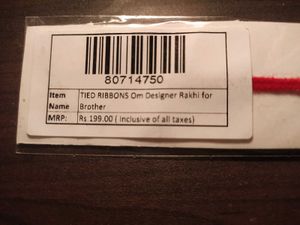 80714750
Item TIED RIBBONS Om Designer Rakhi for
Name Brother
MRP: Rs.199.00 ( Inclusive of all taxes)